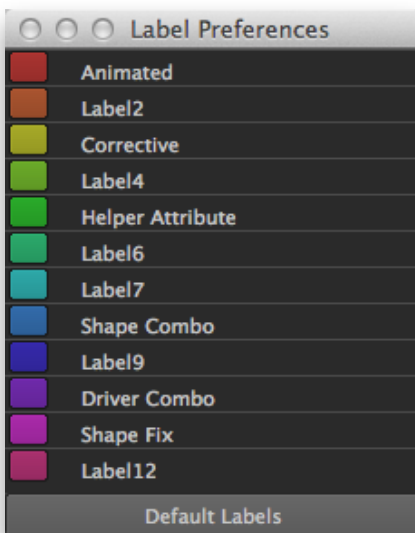 Label Preferences
Animated
Label2
Corrective
Label4
Helper Attribute
Label6
Label7
Shape Combo
Label9
Driver Combo
Shape Fix
Label12
Default Labels